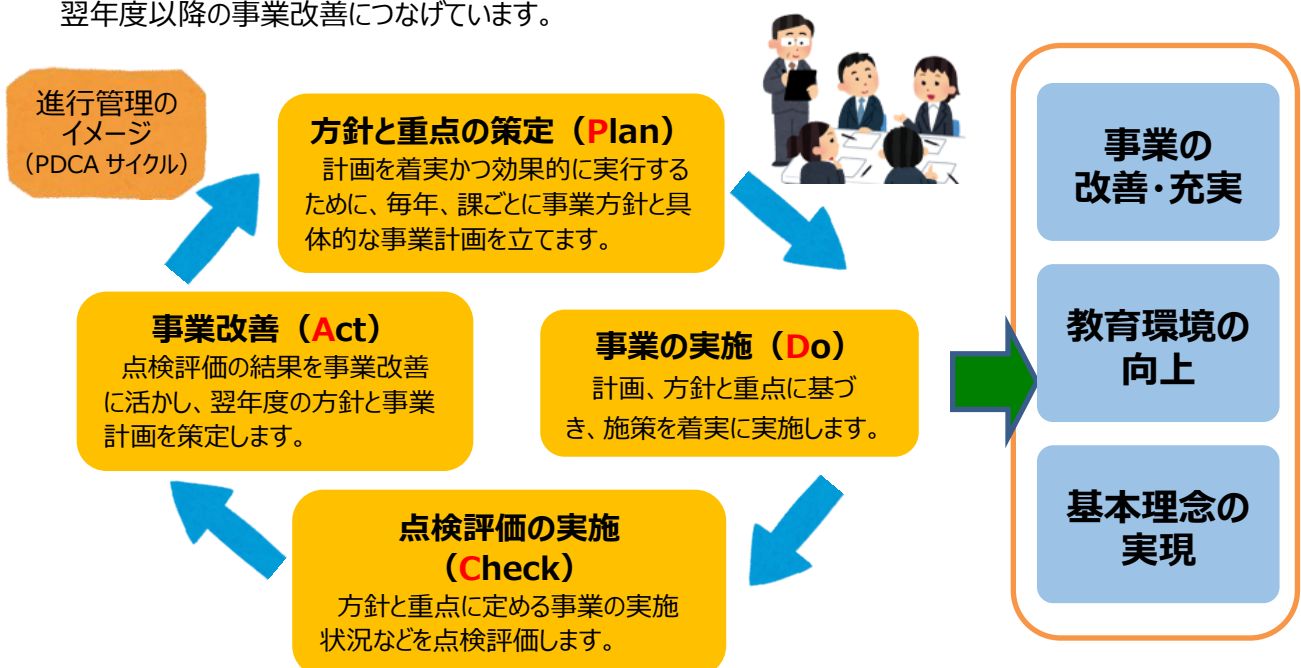 翌年度以降の事業改善につなげています。
進行管理の
イメージ
（PDCA サイクル）
方針と重点の策定（Plan）
計画を着実かつ効果的に実行する
ために、毎年、課ごとに事業方針と具
体的な事業計画を立てます。
事業の実施（Do）
計画、方針と重点に基づ
き、施策を着実に実施します。
点検評価の実施
（Check）
方針と重点に定める事業の実施
状況などを点検評価します。
事業改善（Act）
点検評価の結果を事業改善
に活かし、翌年度の方針と事業
計画を策定します。
事業の
改善・充実
教育環境の
向上
基本理念の
実現